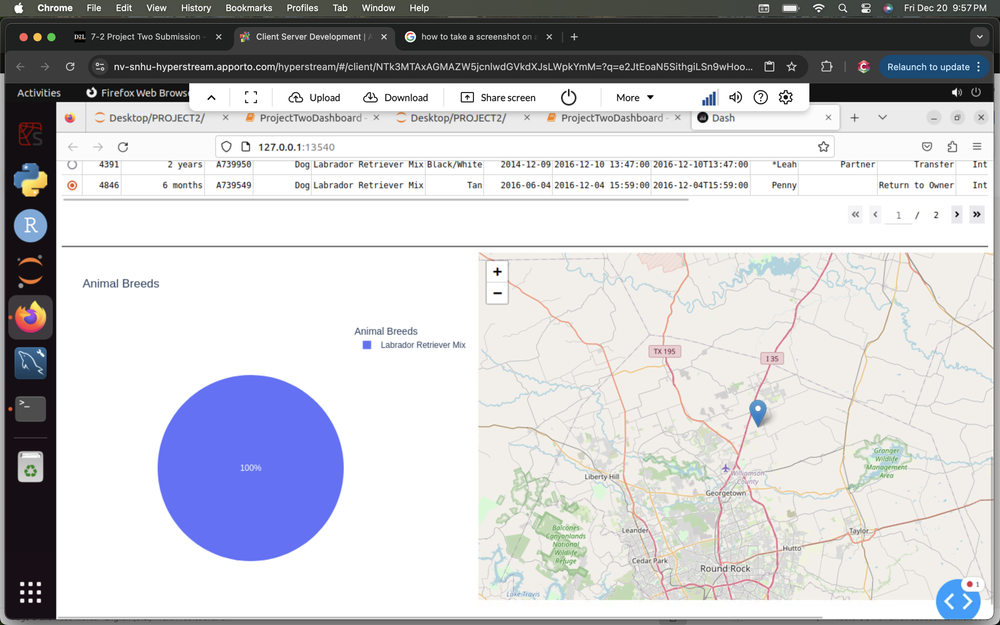 Chrome File Edit View History Bookmarks Profiles Tab Window Help Fri Dec 20 9:57 PM
D2L 7-2 Project Two Submission - Client Server Development | A how to take a screenshot on a
nv-snhu-hyperstream.apporto.com/hyperstream/#/client/NTk3MTAxAGMAZW5jcnlwdGVkdXJsLWpkYmM=?q=e2JtEoaN5SithgiLSn9wHoo... Relaunch to update
Activities Firefox Web Browse Upload Download Share screen More
Desktop/PROJECT2/ ProjectTwoDashboard - Desktop/PROJECT2/ ProjectTwoDashboard - Dash
127.0.0.1:13540
4391 2 years A739950 Dog Labrador Retriever Mix Black/White 2014-12-09 2016-12-10 13:47:00 2016-12-10T13:47:00 *Leah Partner Transfer Int
4846 6 months A739549 Dog Labrador Retriever Mix Tan 2016-06-04 2016-12-04 15:59:00 2016-12-04T15:59:00 Penny Return to Owner Int
« ‹ 1 / 2 › »
Animal Breeds
Animal Breeds
Labrador Retriever Mix
100%
+
−
TX 195
I 35
Granger
Wildlife
Management
Area
Williamson
County
Liberty Hill
Georgetown
Balcones
Canyonlands
National
Wildlife
Refuge
Leander
Taylor
Hutto
Cedar Park
Round Rock
Lake Travis
1